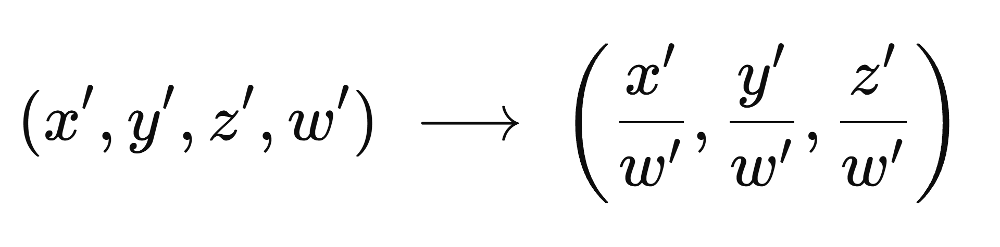 (x′, y′, z′, w′) ⟶ (x′/w′, y′/w′, z′/w′)